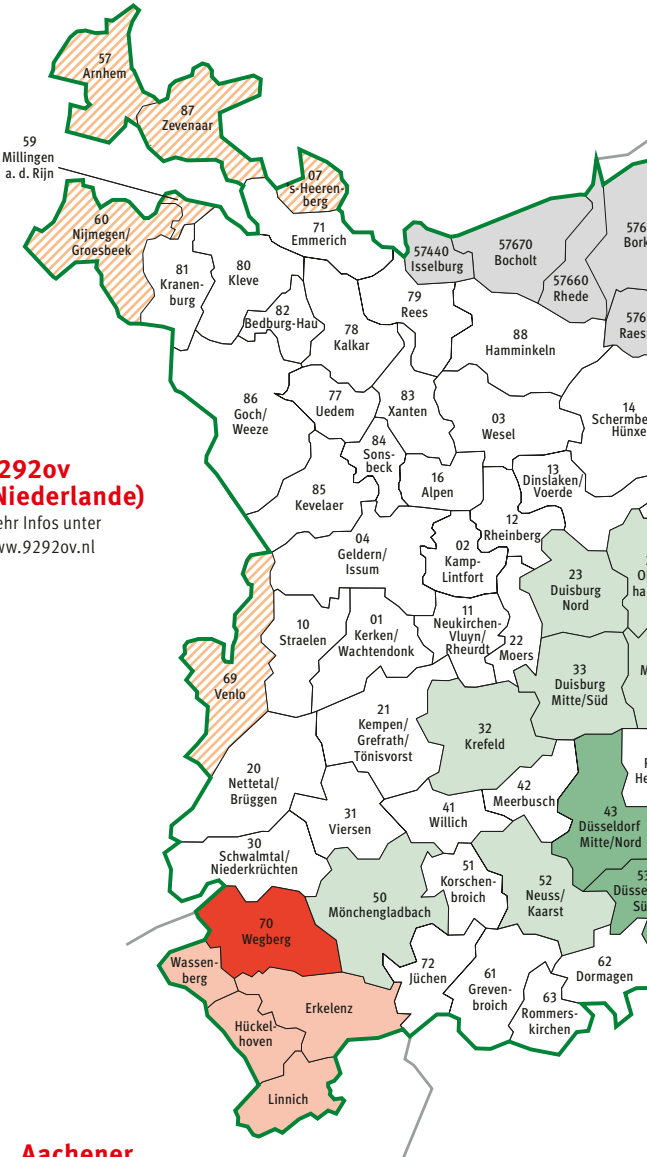 57
Arnhem
87
Zevenaar
59
Millingen
a. d. Rijn
07
s-Heeren-
berg
60
Nijmegen/
Groesbeek
71
Emmerich
57440
Isselburg
57670
Bocholt
57660
Rhede
81
Kranen-
burg
80
Kleve
82
Bedburg-Hau
79
Rees
78
Kalkar
88
Hamminkeln
86
Goch/
Weeze
77
Uedem
83
Xanten
03
Wesel
14
84
Sons-
beck
16
Alpen
13
Dinslaken/
Voerde
85
Kevelaer
(Niederlande)
04
Geldern/
Issum
02
Kamp-
Lintfort
12
Rheinberg
23
Duisburg
Nord
10
Straelen
01
Kerken/
Wachtendonk
11
Neukirchen-
Vluyn/
Rheurdt
22
Moers
33
Duisburg
Mitte/Süd
69
Venlo
21
Kempen/
Grefrath/
Tönisvorst
32
Krefeld
20
Nettetal/
Brüggen
31
Viersen
41
Willich
42
Meerbusch
43
Düsseldorf
Mitte/Nord
30
Schwalmtal/
Niederkrüchten
50
Mönchengladbach
51
Korschen-
broich
52
Neuss/
Kaarst
53
70
Wegberg
72
Jüchen
61
Greven-
broich
62
Dormagen
63
Rommers-
kirchen
Wassen-
berg
Erkelenz
Hückel-
hoven
Linnich
Aachener